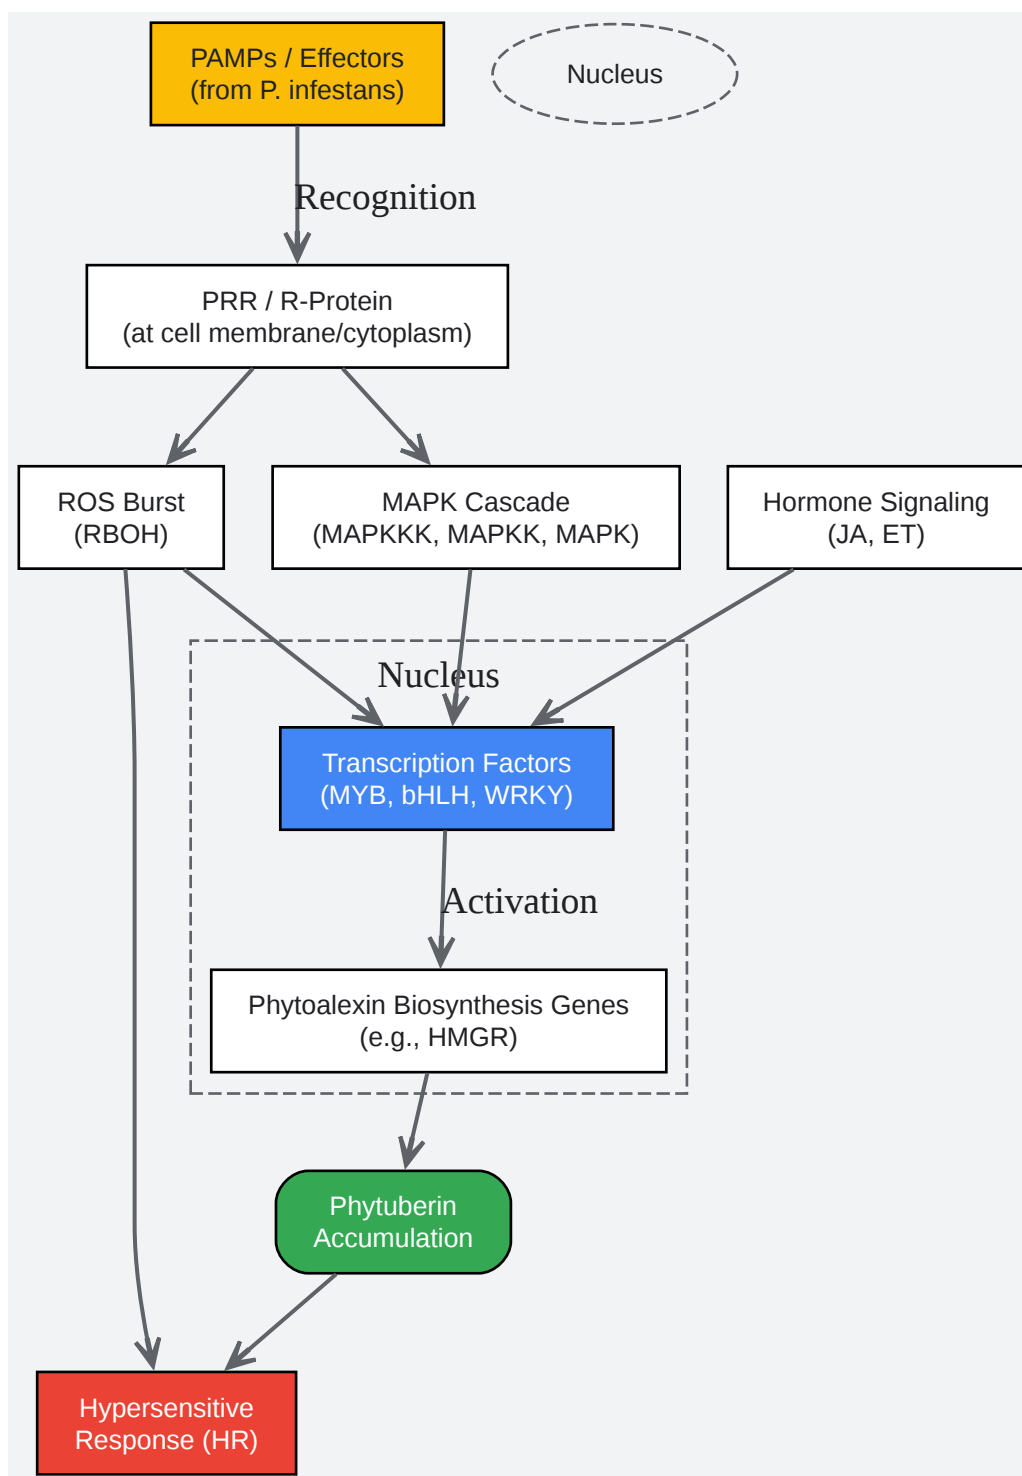 PAMPs / Effectors
(from P. infestans)
Nucleus
Recognition
PRR / R-Protein
(at cell membrane/cytoplasm)
ROS Burst
(RBOH)
MAPK Cascade
(MAPKKK, MAPKK, MAPK)
Hormone Signaling
(JA, ET)
Nucleus
Transcription Factors
(MYB, bHLH, WRKY)
Activation
Phytoalexin Biosynthesis Genes
(e.g., HMGR)
Phytuberin
Accumulation
Hypersensitive
Response (HR)